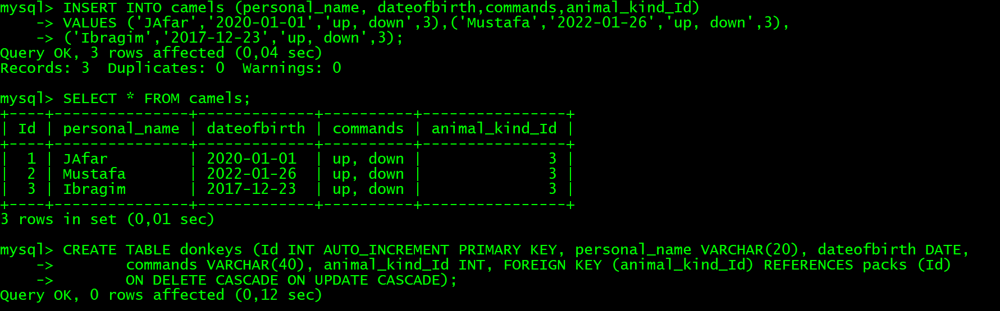 mysql> INSERT INTO camels (personal_name, dateofbirth,commands,animal_kind_Id)
    -> VALUES ('JAfar','2020-01-01','up, down',3),('Mustafa','2022-01-26','up, down',3),
    -> ('Ibragim','2017-12-23','up, down',3);
Query OK, 3 rows affected (0,04 sec)
Records: 3  Duplicates: 0  Warnings: 0

mysql> SELECT * FROM camels;
+----+---------------+-------------+----------+----------------+
| Id | personal_name | dateofbirth | commands | animal_kind_Id |
+----+---------------+-------------+----------+----------------+
|  1 | JAfar         | 2020-01-01  | up, down |              3 |
|  2 | Mustafa       | 2022-01-26  | up, down |              3 |
|  3 | Ibragim       | 2017-12-23  | up, down |              3 |
+----+---------------+-------------+----------+----------------+
3 rows in set (0,01 sec)

mysql> CREATE TABLE donkeys (Id INT AUTO_INCREMENT PRIMARY KEY, personal_name VARCHAR(20), dateofbirth DATE,
    ->        commands VARCHAR(40), animal_kind_Id INT, FOREIGN KEY (animal_kind_Id) REFERENCES packs (Id)
    ->        ON DELETE CASCADE ON UPDATE CASCADE);
Query OK, 0 rows affected (0,12 sec)